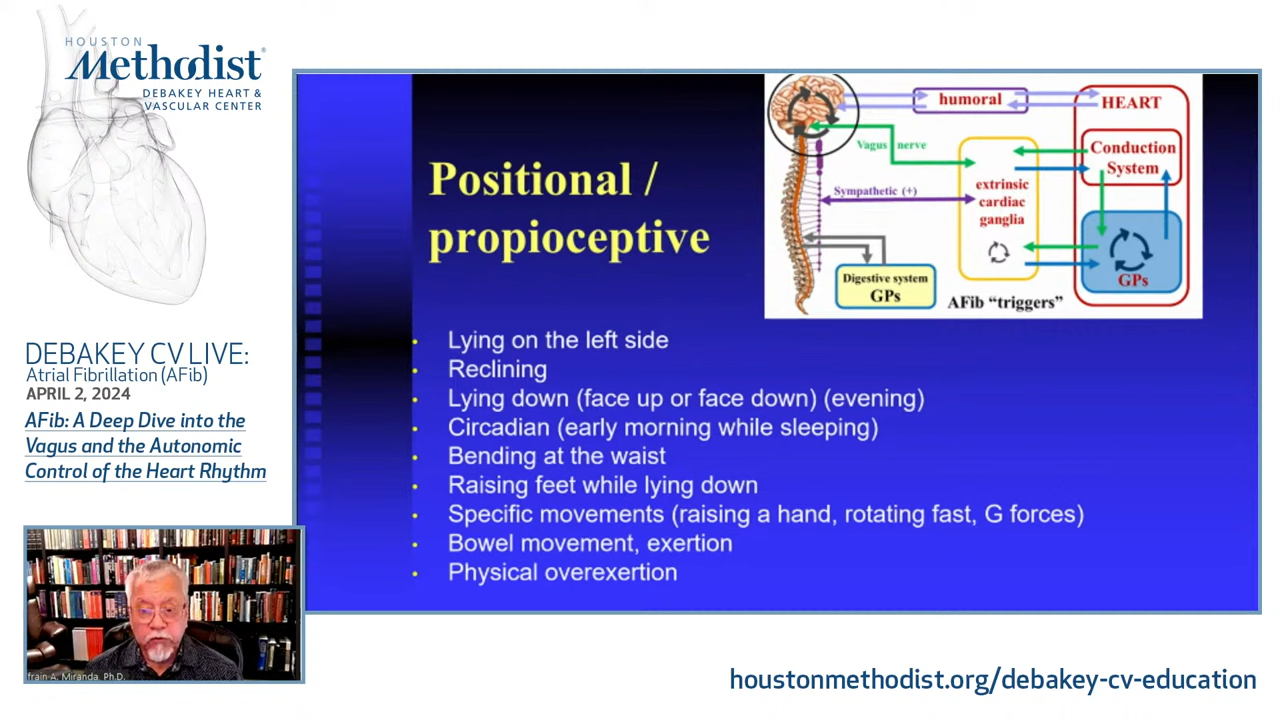 HOUSTON
Methodist®
DEBAKEY HEART &
VASCULAR CENTER
DEBAKEY CV LIVE:
Atrial Fibrillation (AFib)
APRIL 2, 2024
AFib: A Deep Dive into the
Vagus and the Autonomic
Control of the Heart Rhythm
frain A. Miranda, Ph.D.
Positional /
propioceptive
humoral
HEART
Vagus nerve
Conduction
System
Sympathetic (+)
extrinsic
cardiac
ganglia
Digestive system
GPs
GPs
AFib “triggers”
• Lying on the left side
• Reclining
• Lying down (face up or face down) (evening)
• Circadian (early morning while sleeping)
• Bending at the waist
• Raising feet while lying down
• Specific movements (raising a hand, rotating fast, G forces)
• Bowel movement, exertion
• Physical overexertion
houstonmethodist.org/debakey-cv-education